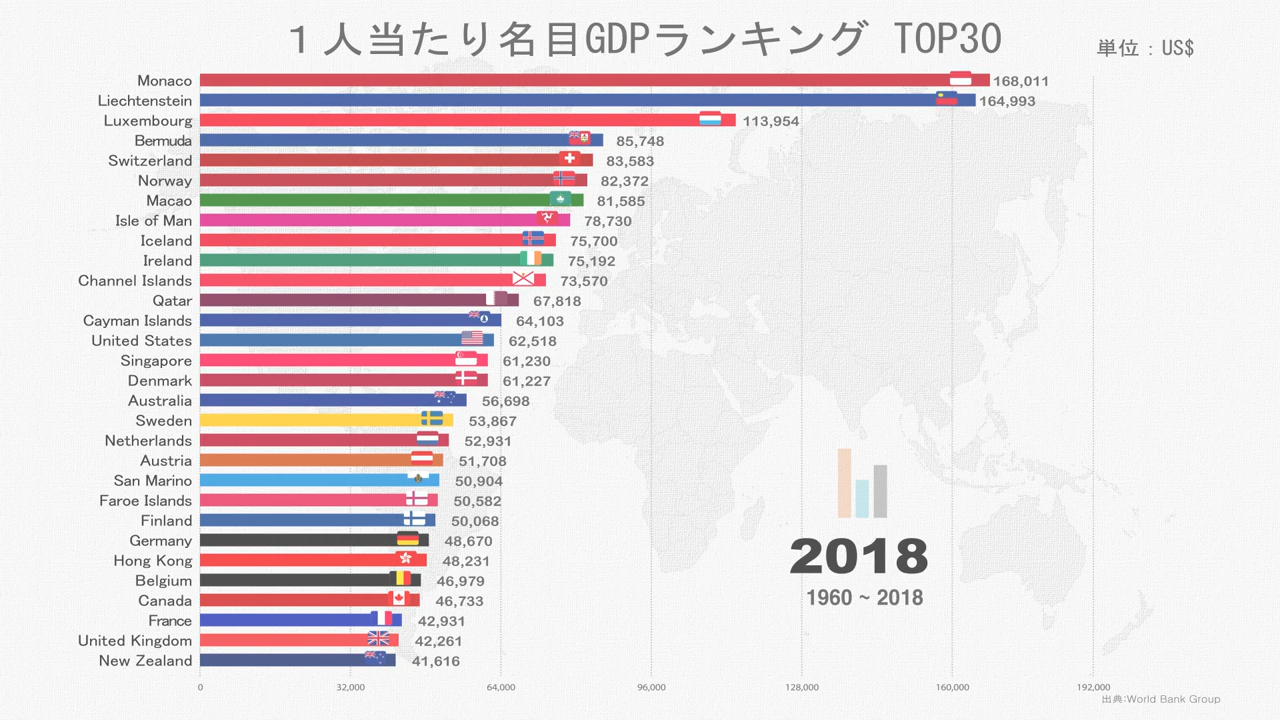 1人当たり名目GDPランキング TOP30
単位:US$
Monaco 168,011
Liechtenstein 164,993
Luxembourg 113,954
Bermuda 85,748
Switzerland 83,583
Norway 82,372
Macao 81,585
Isle of Man 78,730
Iceland 75,700
Ireland 75,192
Channel Islands 73,570
Qatar 67,818
Cayman Islands 64,103
United States 62,518
Singapore 61,230
Denmark 61,227
Australia 56,698
Sweden 53,867
Netherlands 52,931
Austria 51,708
San Marino 50,904
Faroe Islands 50,582
Finland 50,068
Germany 48,670
Hong Kong 48,231
Belgium 46,979
Canada 46,733
France 42,931
United Kingdom 42,261
New Zealand 41,616
2018
1960 ~ 2018
0 32,000 64,000 96,000 128,000 160,000 192,000
出典:World Bank Group